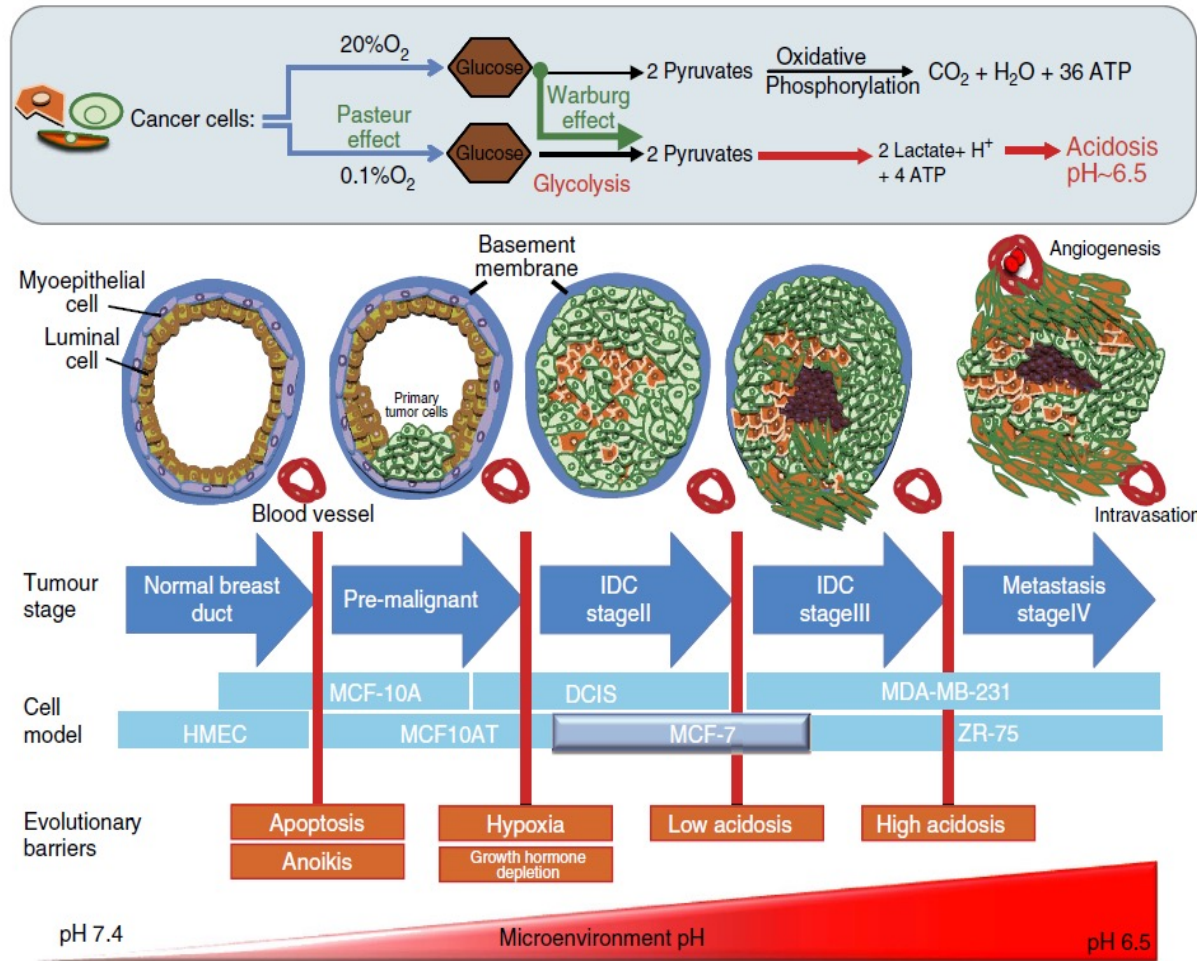 20%O2
Glucose
2 Pyruvates
Oxidative
Phosphorylation
CO2 + H2O + 36 ATP
Cancer cells:
Pasteur
effect
Warburg
effect
0.1%O2
Glucose
Glycolysis
2 Pyruvates
2 Lactate+ H+
+ 4 ATP
Acidosis
pH~6.5
Myoepithelial
cell
Luminal
cell
Basement
membrane
Angiogenesis
Primary
tumor cells
Blood vessel
Intravasation
Tumour
stage
Normal breast
duct
Pre-malignant
IDC
stageII
IDC
stageIII
Metastasis
stageIV
Cell
model
MCF-10A
DCIS
MDA-MB-231
HMEC
MCF10AT
MCF-7
ZR-75
Evolutionary
barriers
Apoptosis
Anoikis
Hypoxia
Growth hormone
depletion
Low acidosis
High acidosis
pH 7.4
Microenvironment pH
pH 6.5